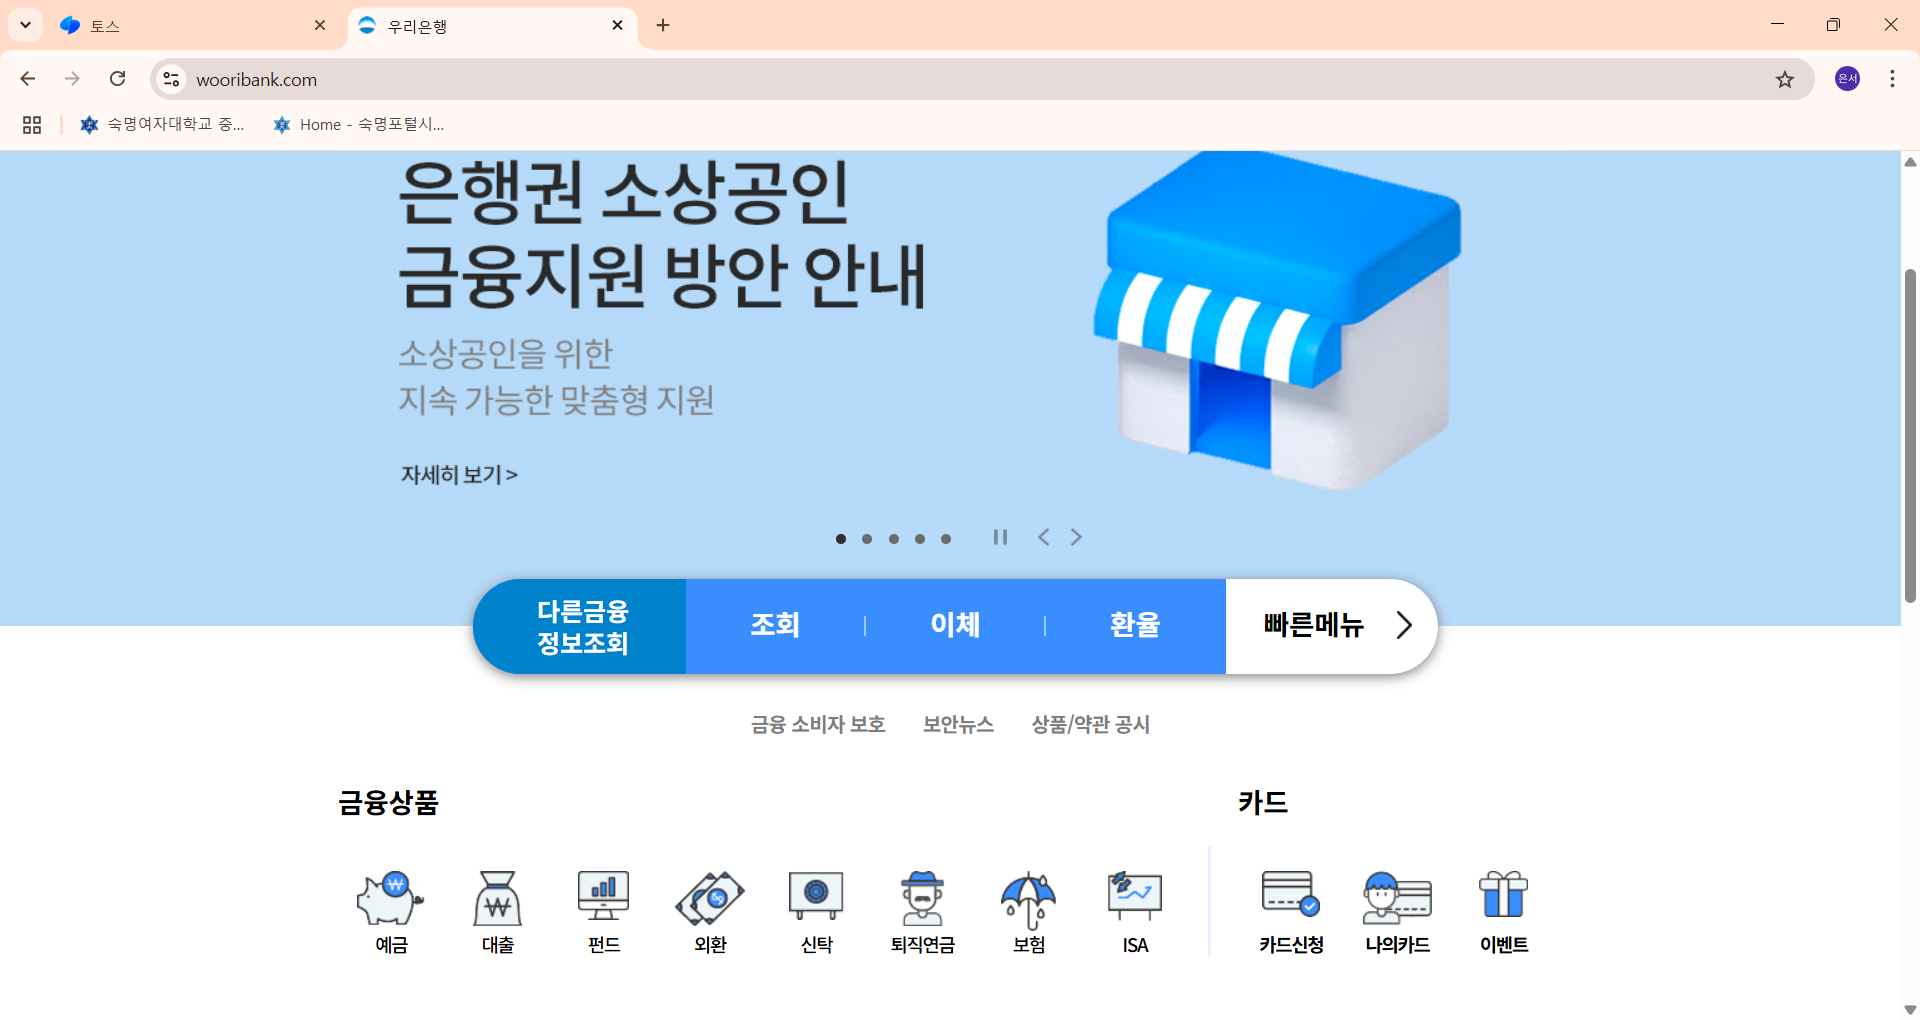 토스
우리은행
wooribank.com
은서
숙명여자대학교 중...
Home - 숙명포털시...
은행권 소상공인
금융지원 방안 안내
소상공인을 위한
지속 가능한 맞춤형 지원
자세히 보기 >
다른금융
정보조회
조회
이체
환율
빠른메뉴
금융 소비자 보호
보안뉴스
상품/약관 공시
금융상품
카드
예금
대출
펀드
외환
신탁
퇴직연금
보험
ISA
카드신청
나의카드
이벤트